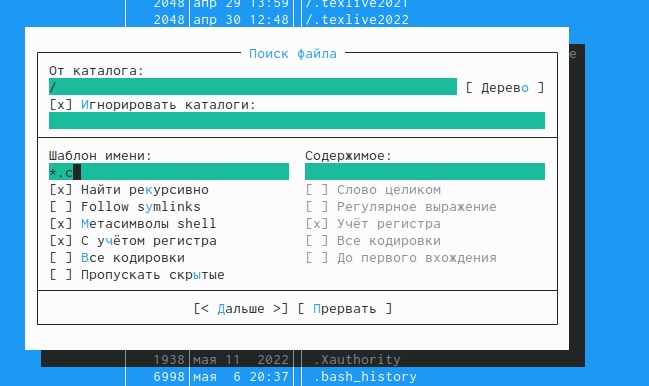 2048 апр 29 13:59 /.texlive2021
2048 апр 30 12:48 /.texlive2022
Поиск файла
От каталога:
/ [ Дерево ]
[x] Игнорировать каталоги:
Шаблон имени: Содержимое:
*.c
[x] Найти рекурсивно [ ] Слово целиком
[ ] Follow symlinks [ ] Регулярное выражение
[x] Метасимволы shell [x] Учёт регистра
[x] С учётом регистра [ ] Все кодировки
[ ] Все кодировки [ ] До первого вхождения
[ ] Пропускать скрытые
[< Дальше >] [ Прервать ]
1938 мая 11 2022 .Xauthority
6998 мая 6 20:37 .bash_history